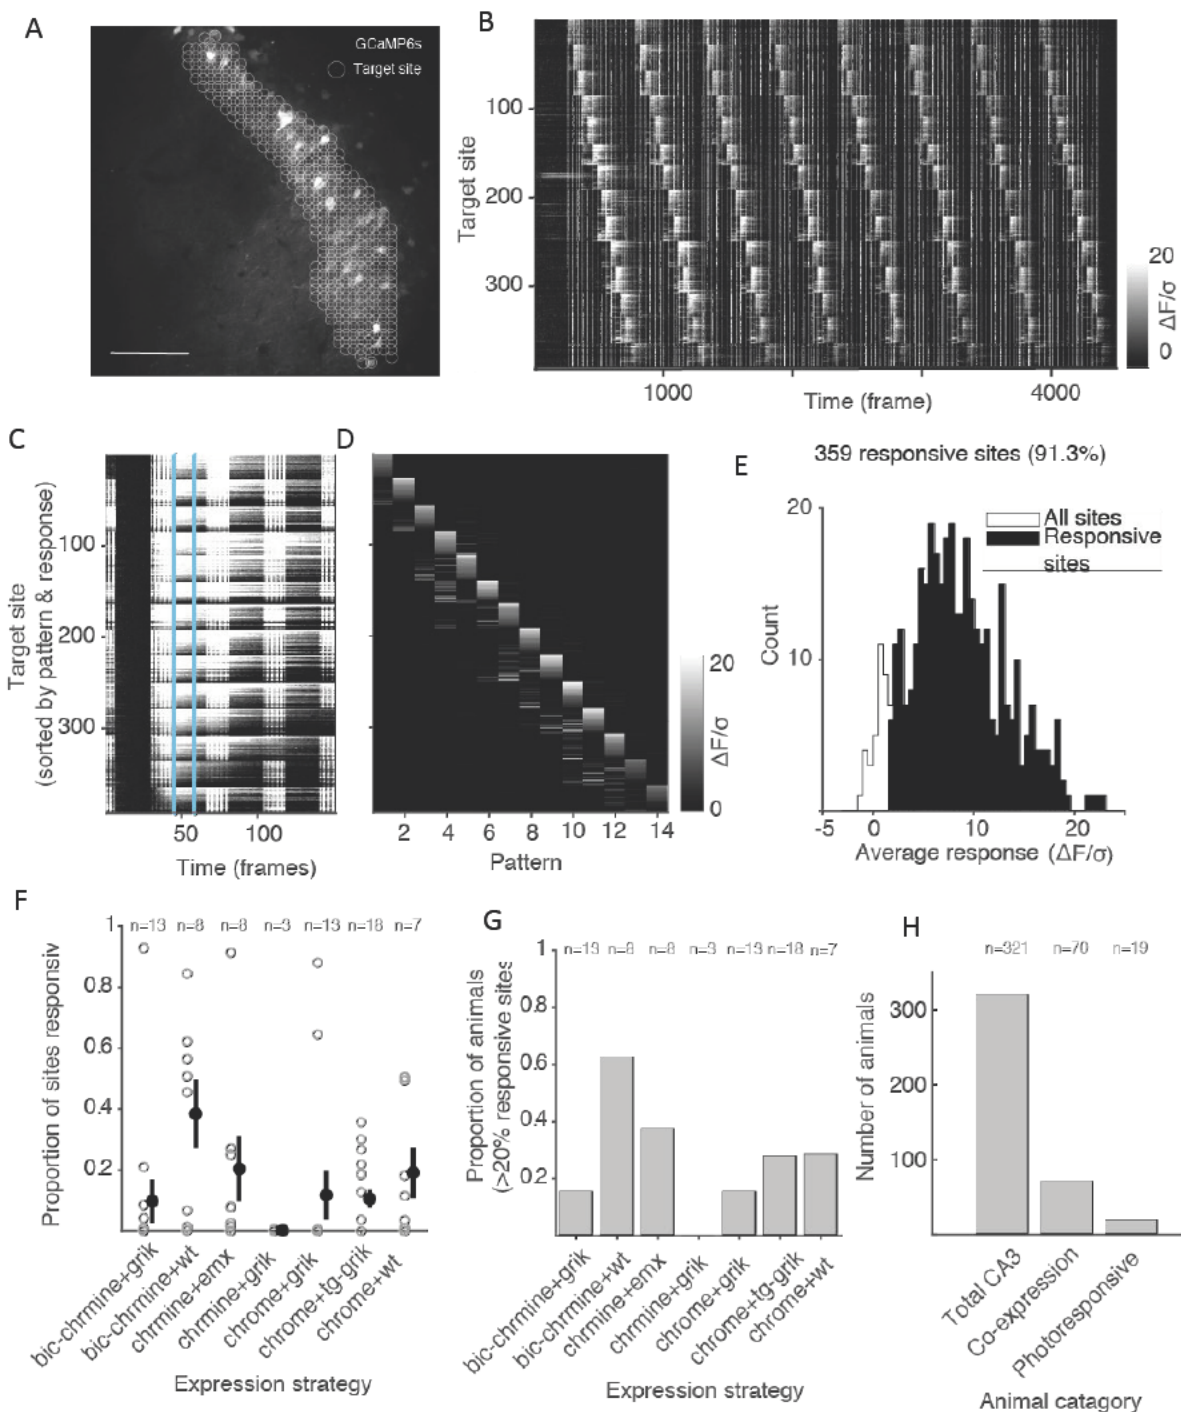 A
GCaMP6s
Target site
B
Target site
100
200
300
1000
4000
Time (frame)
20
0
ΔF/σ
C
Target site
(sorted by pattern & response)
100
200
300
50
100
Time (frames)
D
2
4
6
8
10
12
14
Pattern
20
0
ΔF/σ
E
359 responsive sites (91.3%)
All sites
Responsive
sites
Count
20
10
-5
0
10
20
Average response (ΔF/σ)
F
Proportion of sites responsiv
1
0.8
0.6
0.4
0.2
n=13
n=8
n=8
n=3
n=13
n=18
n=7
bic-chrmine+grik
bic-chrmine+wt
chrmine+emx
chrmine+grik
chrome+grik
chrome+tg-grik
chrome+wt
Expression strategy
G
Proportion of animals
(>20% responsive sites
1
0.8
0.6
0.4
0.2
n=13
n=8
n=8
n=3
n=13
n=18
n=7
bic-chrmine+grik
bic-chrmine+wt
chrmine+emx
chrmine+grik
chrome+grik
chrome+tg-grik
chrome+wt
Expression strategy
H
Number of animals
300
200
100
n=321
n=70
n=19
Total CA3
Co-expression
Photoresponsive
Animal catagory